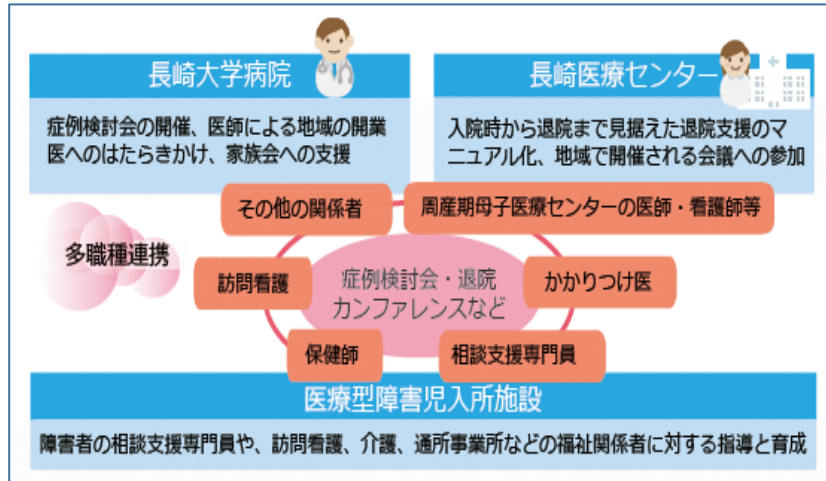 長崎大学病院
症例検討会の開催、医師による地域の開業
医へのはたらきかけ、家族会への支援
長崎医療センター
入院時から退院まで見据えた退院支援のマ
ニュアル化、地域で開催される会議への参加
多職種連携
その他の関係者
周産期母子医療センターの医師・看護師等
訪問看護
症例検討会・退院
カンファレンスなど
かかりつけ医
保健師
相談支援専門員
医療型障害児入所施設
障害者の相談支援専門員や、訪問看護、介護、通所事業所などの福祉関係者に対する指導と育成